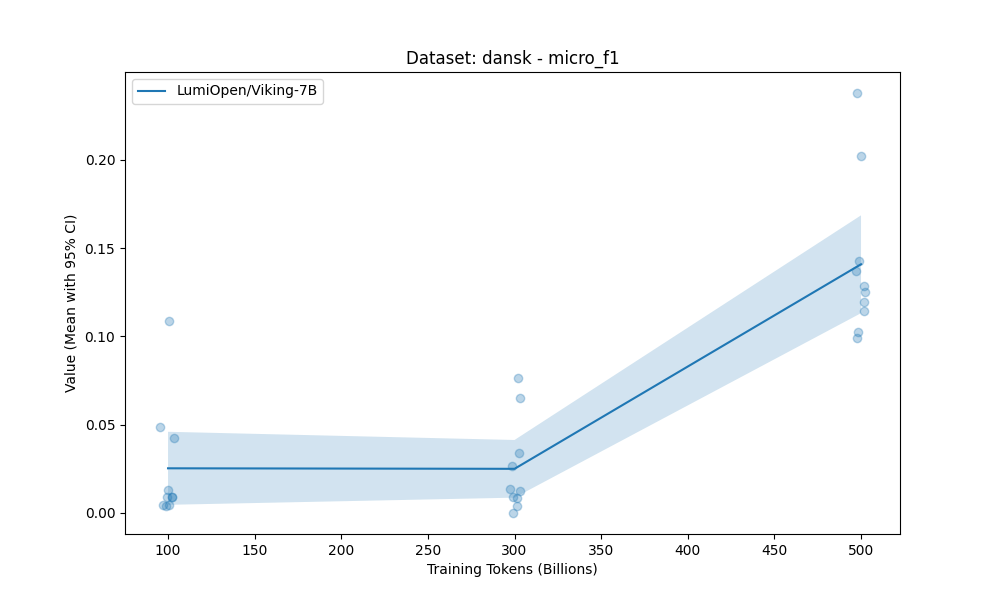 Dataset: dansk - micro_f1
LumiOpen/Viking-7B
Value (Mean with 95% CI)
0.20
0.15
0.10
0.05
0.00
100 150 200 250 300 350 400 450 500
Training Tokens (Billions)